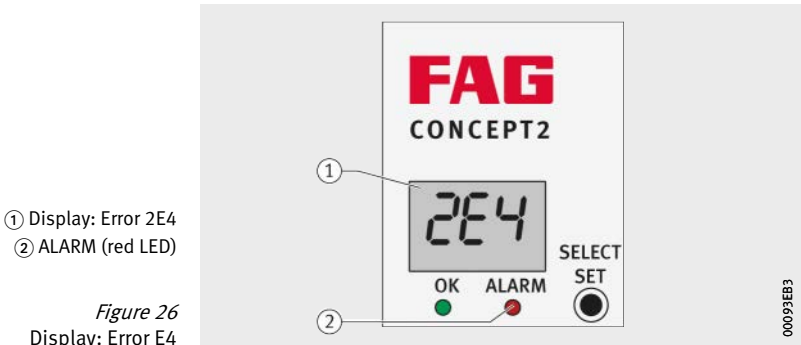 ① Display: Error 2E4
② ALARM (red LED)
Figure 26
Display: Error E4
FAG
CONCEPT2
①
2E4
SELECT
SET
OK ALARM
②
00093EB3